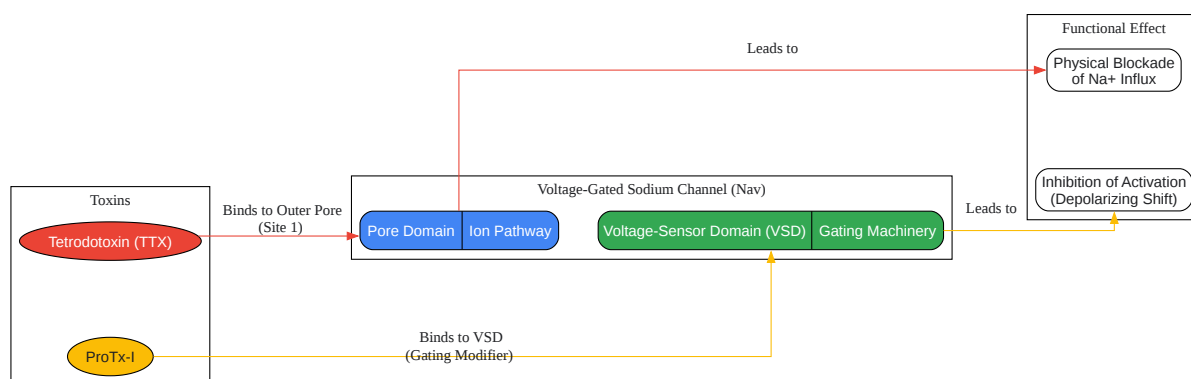 Functional Effect
Leads to
Physical Blockade
of Na+ Influx
Toxins
Voltage-Gated Sodium Channel (Nav)
Inhibition of Activation
(Depolarizing Shift)
Binds to Outer Pore
(Site 1)
Leads to
Tetrodotoxin (TTX)
Pore Domain
Ion Pathway
Voltage-Sensor Domain (VSD)
Gating Machinery
Binds to VSD
(Gating Modifier)
ProTx-I